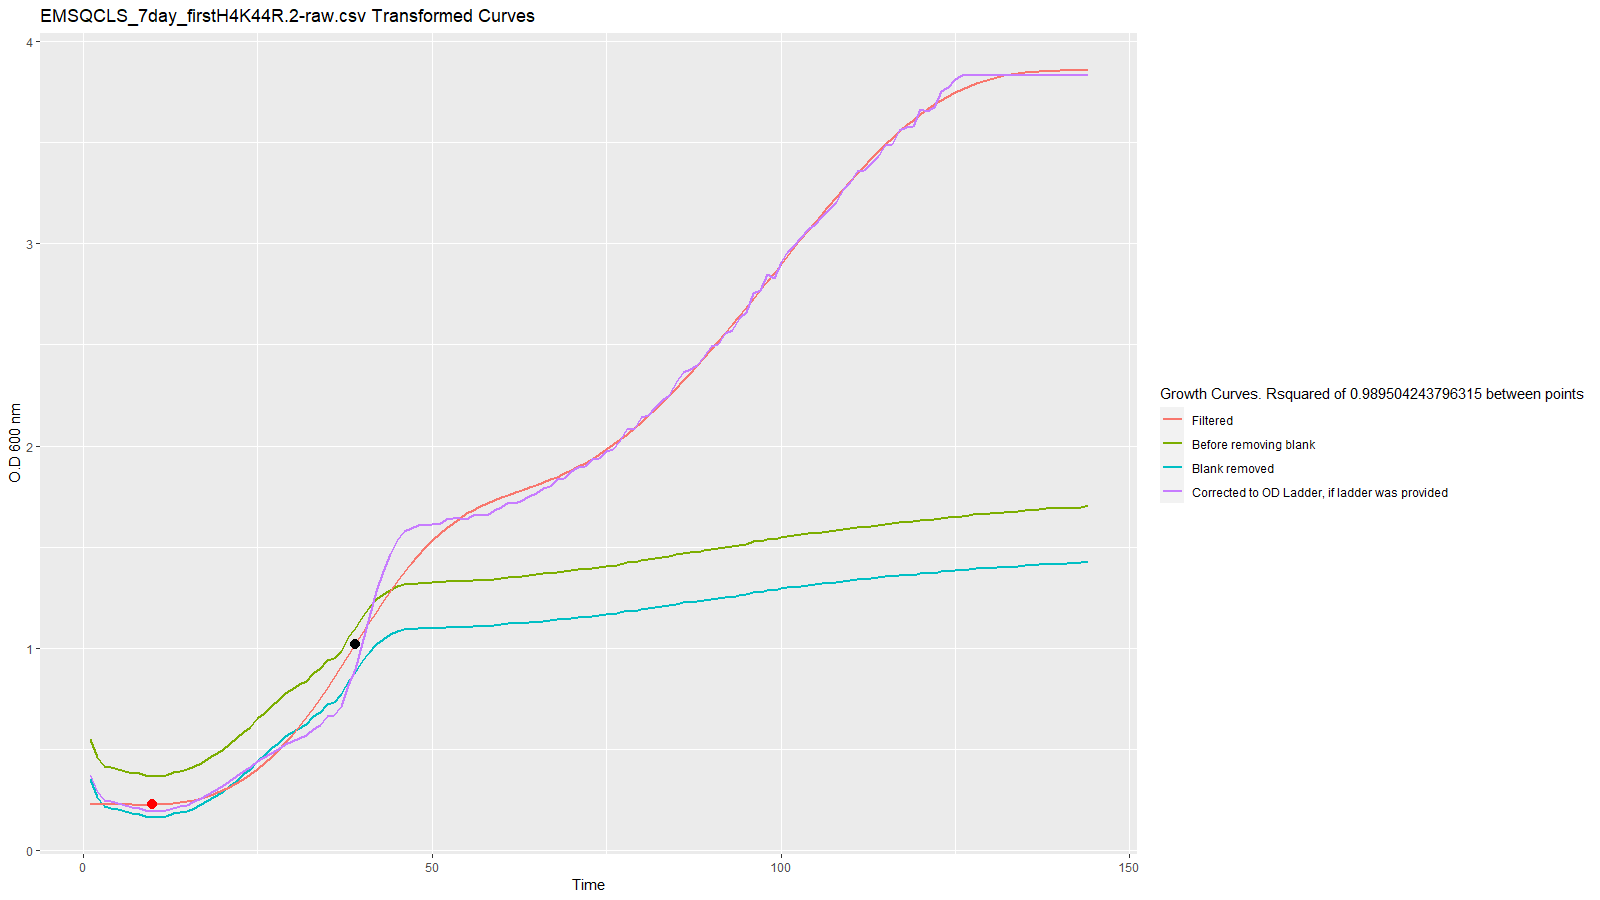 EMSQCLS_7day_firstH4K44R.2-raw.csv Transformed Curves
4
3
2
1
0
O.D 600 nm
0 50 100 150
Time
Growth Curves. Rsquared of 0.989504243796315 between points
Filtered
Before removing blank
Blank removed
Corrected to OD Ladder, if ladder was provided